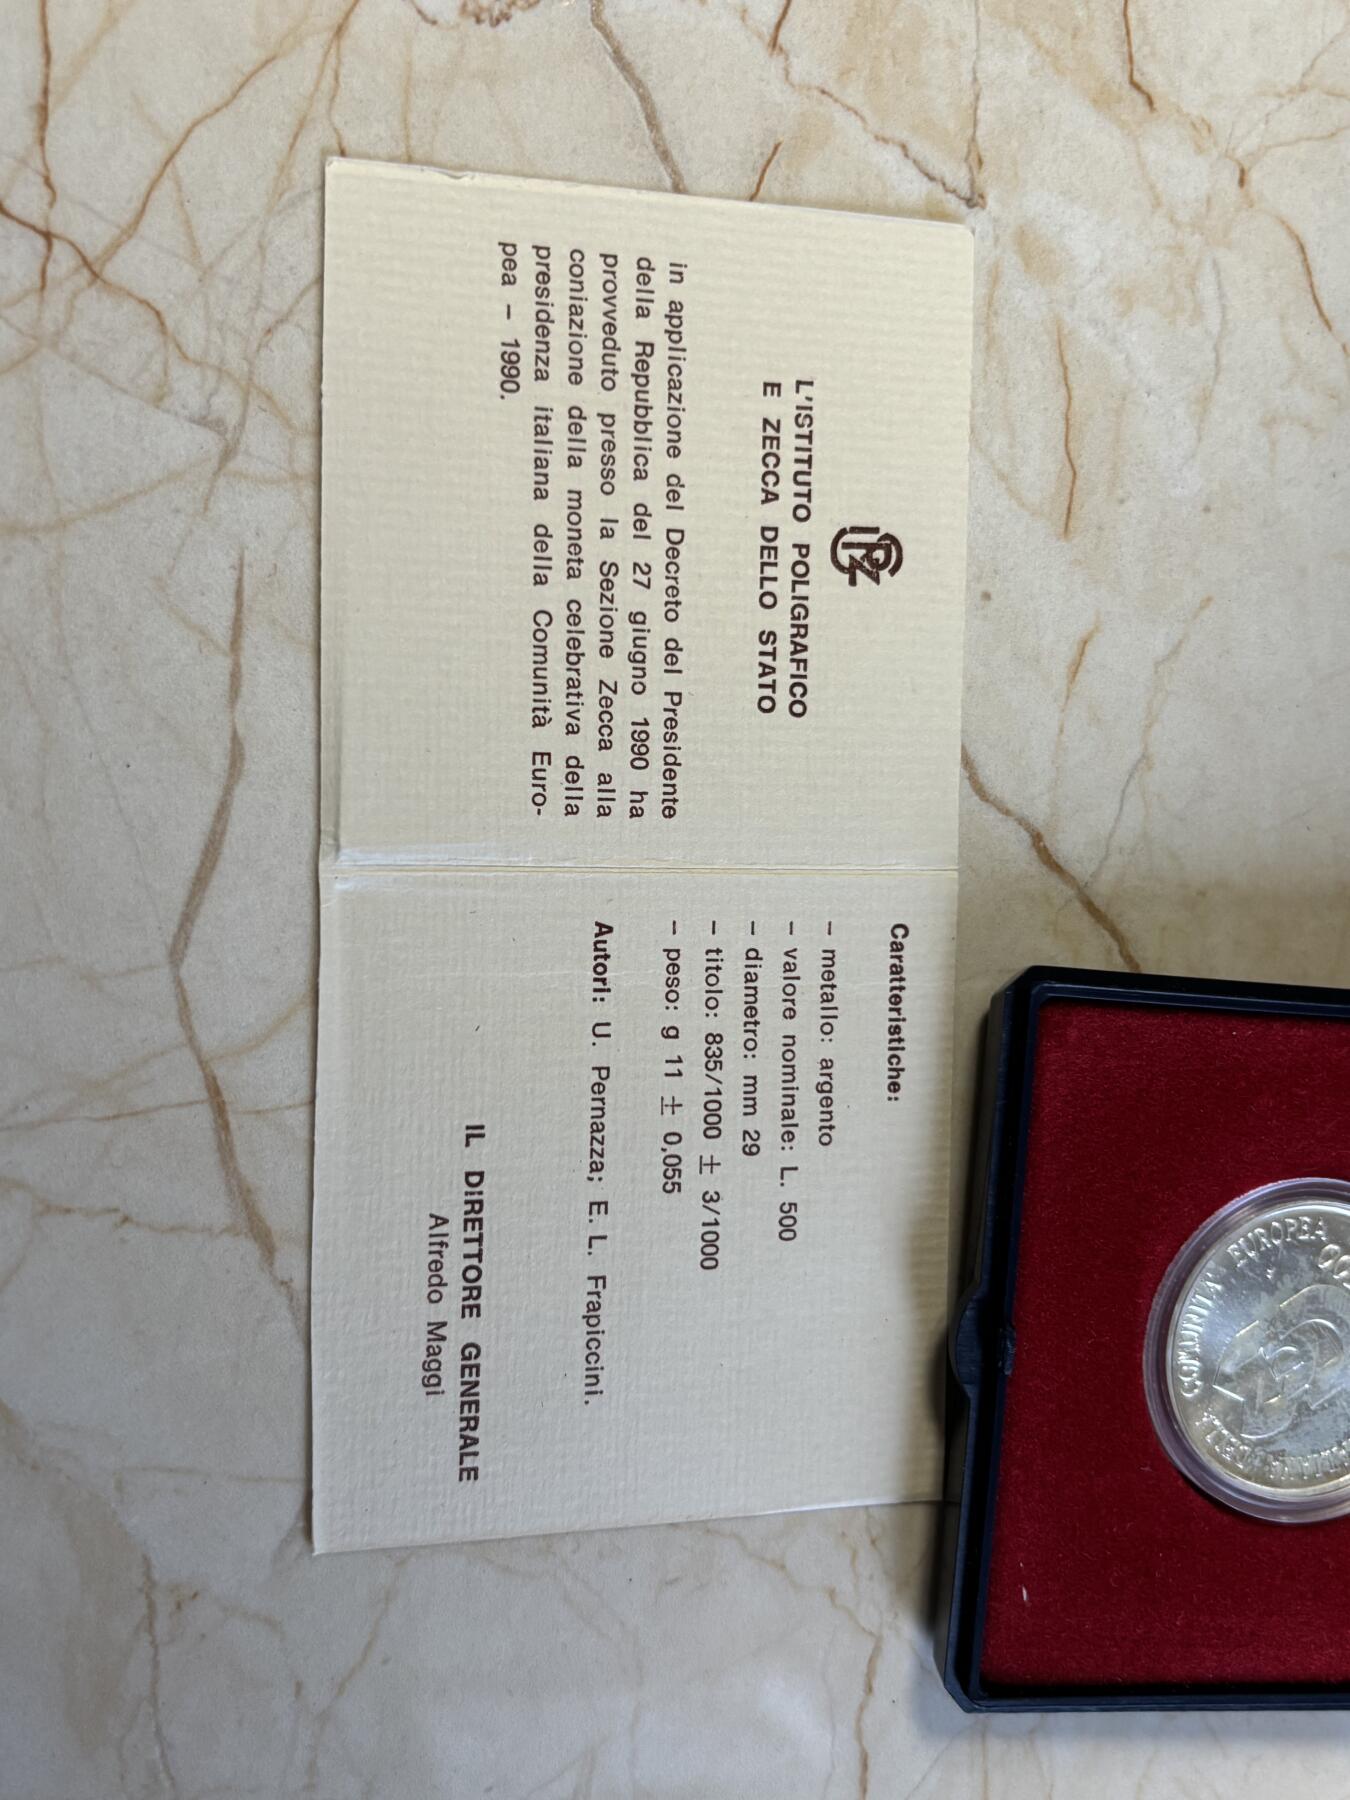 IPZS
L'ISTITUTO POLIGRAFICO
E ZECCA DELLO STATO
in applicazione del Decreto del Presidente
della Repubblica del 27 giugno 1990 ha
provveduto presso la Sezione Zecca alla
coniazione della moneta celebrativa della
presidenza italiana della Comunità Euro-
pea – 1990.
Caratteristiche:
– metallo: argento
– valore nominale: L. 500
– diametro: mm 29
– titolo: 835/1000 ± 3/1000
– peso: g 11 ± 0,055
Autori: U. Pernazza; E. L. Frapiccini.
IL DIRETTORE GENERALE
Alfredo Maggi
COMUNITA' EUROPEA